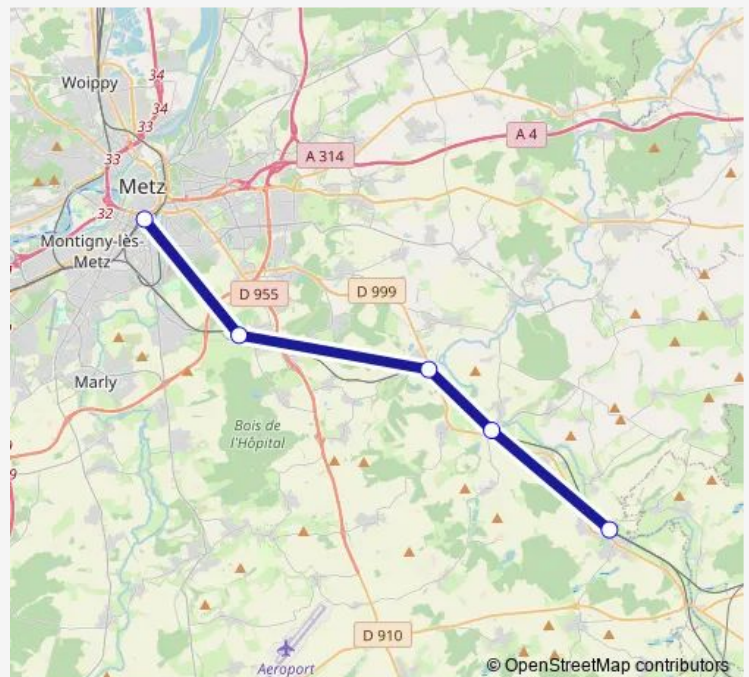 34
Woippy
34
33
A 4
A 314
33
Metz
32
Montigny-lès-
Metz
D 955
D 999
Marly
Bois de
l'Hôpital
9
D 910
Aeroport
© OpenStreetMap contributors